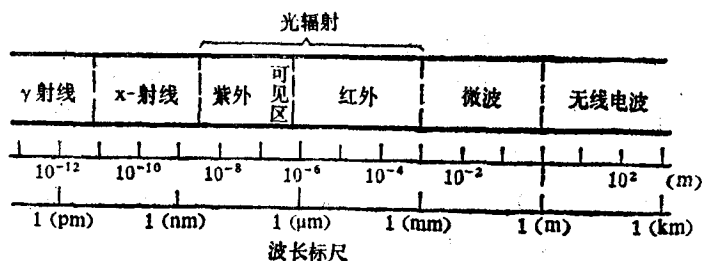 光辐射
γ射线 x-射线 紫外 可见区 红外 微波 无线电波
10⁻¹² 10⁻¹⁰ 10⁻⁸ 10⁻⁶ 10⁻⁴ 10⁻² 10² (m)
1(pm) 1(nm) 1(μm) 1(mm) 1(m) 1(km)
波长标尺